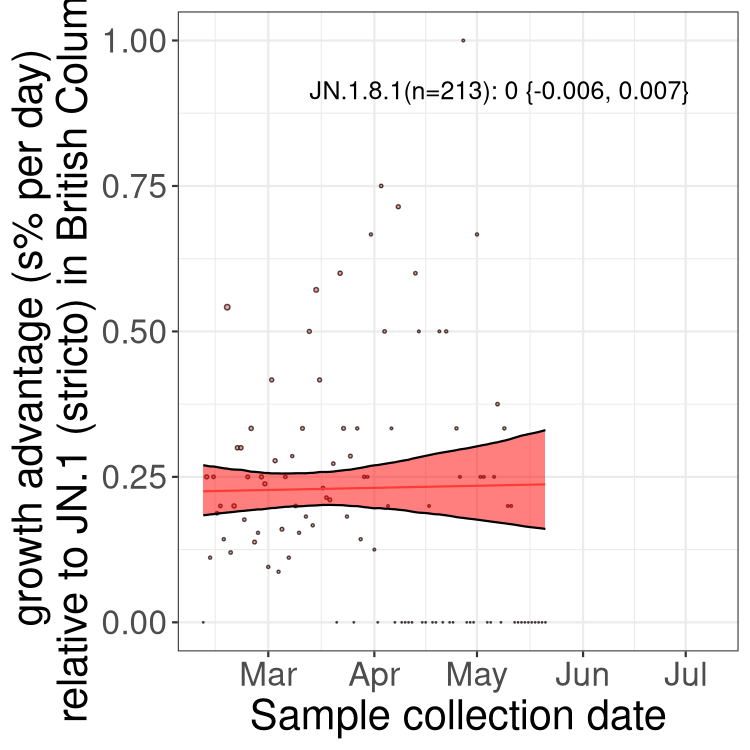 growth advantage (s% per day)
relative to JN.1 (stricto) in British Colum
1.00
0.75
0.50
0.25
0.00
JN.1.8.1(n=213): 0 {-0.006, 0.007}
Mar Apr May Jun Jul
Sample collection date